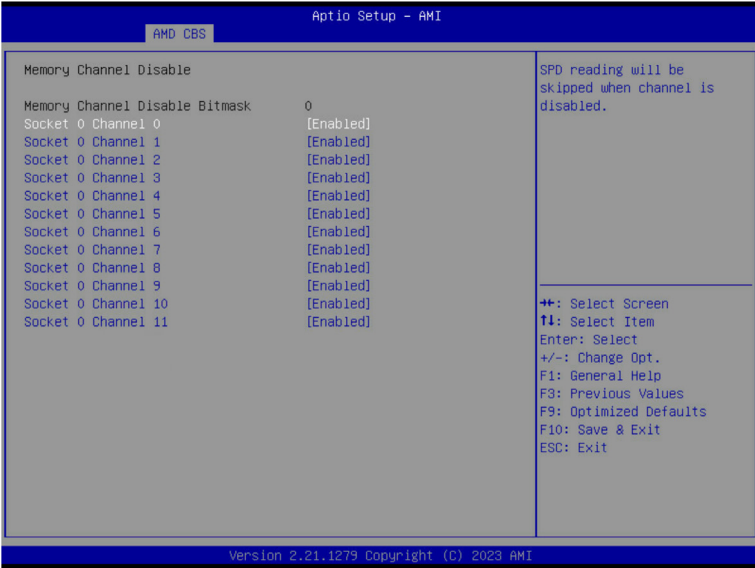 Aptio Setup – AMI
AMD CBS
Memory Channel Disable
Memory Channel Disable Bitmask 0
Socket 0 Channel 0 [Enabled]
Socket 0 Channel 1 [Enabled]
Socket 0 Channel 2 [Enabled]
Socket 0 Channel 3 [Enabled]
Socket 0 Channel 4 [Enabled]
Socket 0 Channel 5 [Enabled]
Socket 0 Channel 6 [Enabled]
Socket 0 Channel 7 [Enabled]
Socket 0 Channel 8 [Enabled]
Socket 0 Channel 9 [Enabled]
Socket 0 Channel 10 [Enabled]
Socket 0 Channel 11 [Enabled]
SPD reading will be
skipped when channel is
disabled.
→←: Select Screen
↑↓: Select Item
Enter: Select
+/-: Change Opt.
F1: General Help
F3: Previous Values
F9: Optimized Defaults
F10: Save & Exit
ESC: Exit
Version 2.21.1279 Copyright (C) 2023 AMI